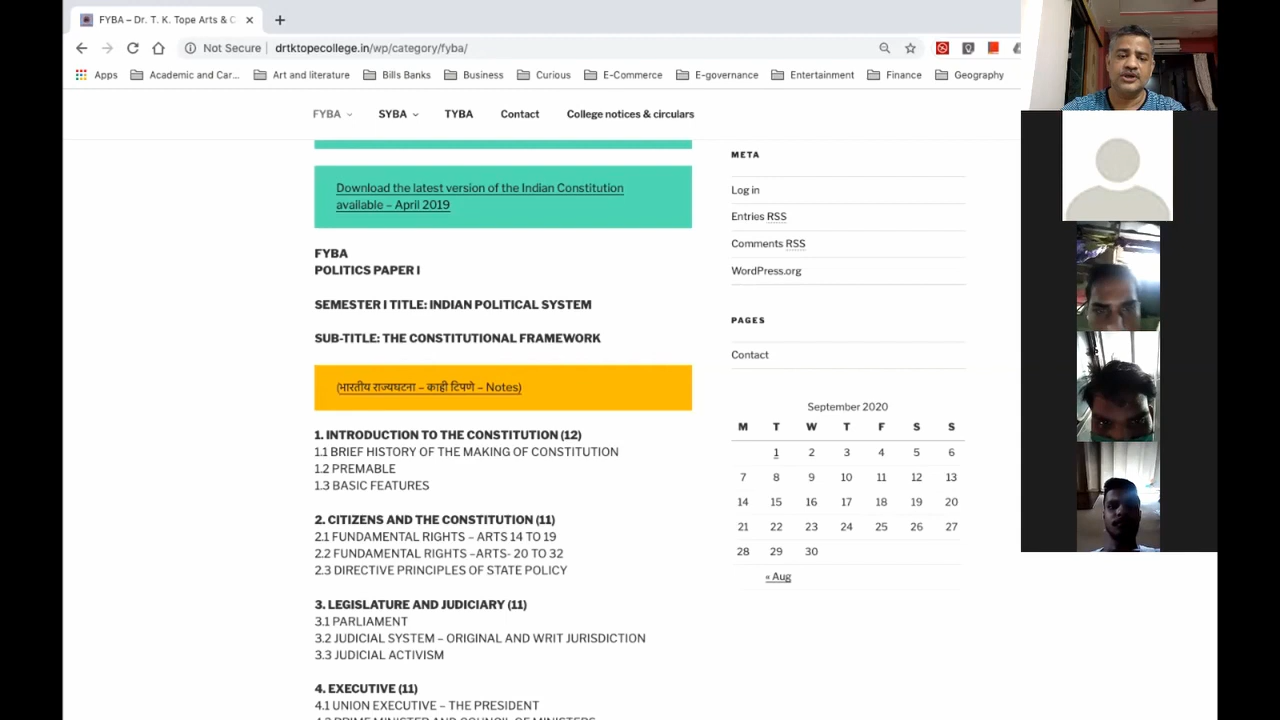 FYBA – Dr. T. K. Tope Arts & C
Not Secure
drtktopecollege.in/wp/category/fyba/
Apps
Academic and Car...
Art and literature
Bills Banks
Business
Curious
E-Commerce
E-governance
Entertainment
Finance
Geography
FYBA
SYBA
TYBA
Contact
College notices & circulars
Download the latest version of the Indian Constitution
available – April 2019
FYBA
POLITICS PAPER I
SEMESTER I TITLE: INDIAN POLITICAL SYSTEM
SUB-TITLE: THE CONSTITUTIONAL FRAMEWORK
(भारतीय राज्यघटना – काही टिपणे – Notes)
1. INTRODUCTION TO THE CONSTITUTION (12)
1.1 BRIEF HISTORY OF THE MAKING OF CONSTITUTION
1.2 PREMABLE
1.3 BASIC FEATURES
2. CITIZENS AND THE CONSTITUTION (11)
2.1 FUNDAMENTAL RIGHTS – ARTS 14 TO 19
2.2 FUNDAMENTAL RIGHTS –ARTS- 20 TO 32
2.3 DIRECTIVE PRINCIPLES OF STATE POLICY
3. LEGISLATURE AND JUDICIARY (11)
3.1 PARLIAMENT
3.2 JUDICIAL SYSTEM – ORIGINAL AND WRIT JURISDICTION
3.3 JUDICIAL ACTIVISM
4. EXECUTIVE (11)
4.1 UNION EXECUTIVE – THE PRESIDENT
4.2 PRIME MINISTER AND COUNCIL OF MINISTERS
META
Log in
Entries RSS
Comments RSS
WordPress.org
PAGES
Contact
September 2020
M T W T F S S
1 2 3 4 5 6
7 8 9 10 11 12 13
14 15 16 17 18 19 20
21 22 23 24 25 26 27
28 29 30
« Aug